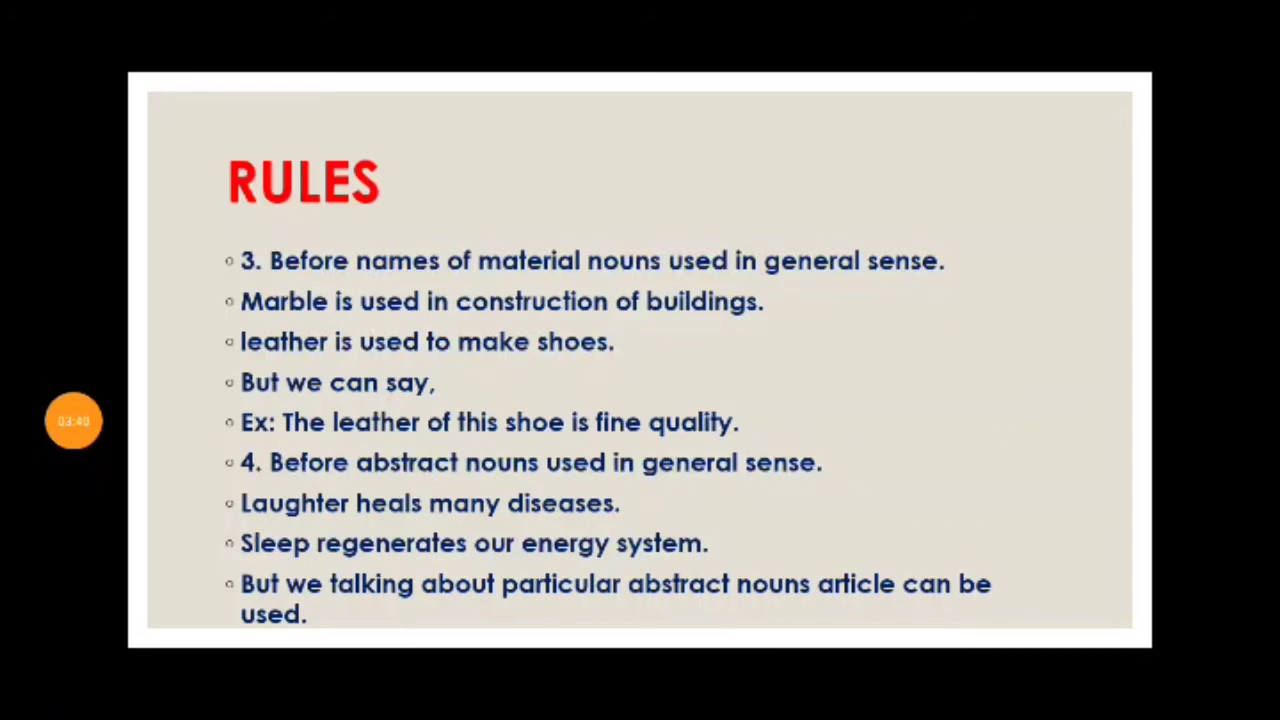 RULES
3. Before names of material nouns used in general sense.
Marble is used in construction of buildings.
leather is used to make shoes.
But we can say,
Ex: The leather of this shoe is fine quality.
4. Before abstract nouns used in general sense.
Laughter heals many diseases.
Sleep regenerates our energy system.
But we talking about particular abstract nouns article can be
used.
03:40